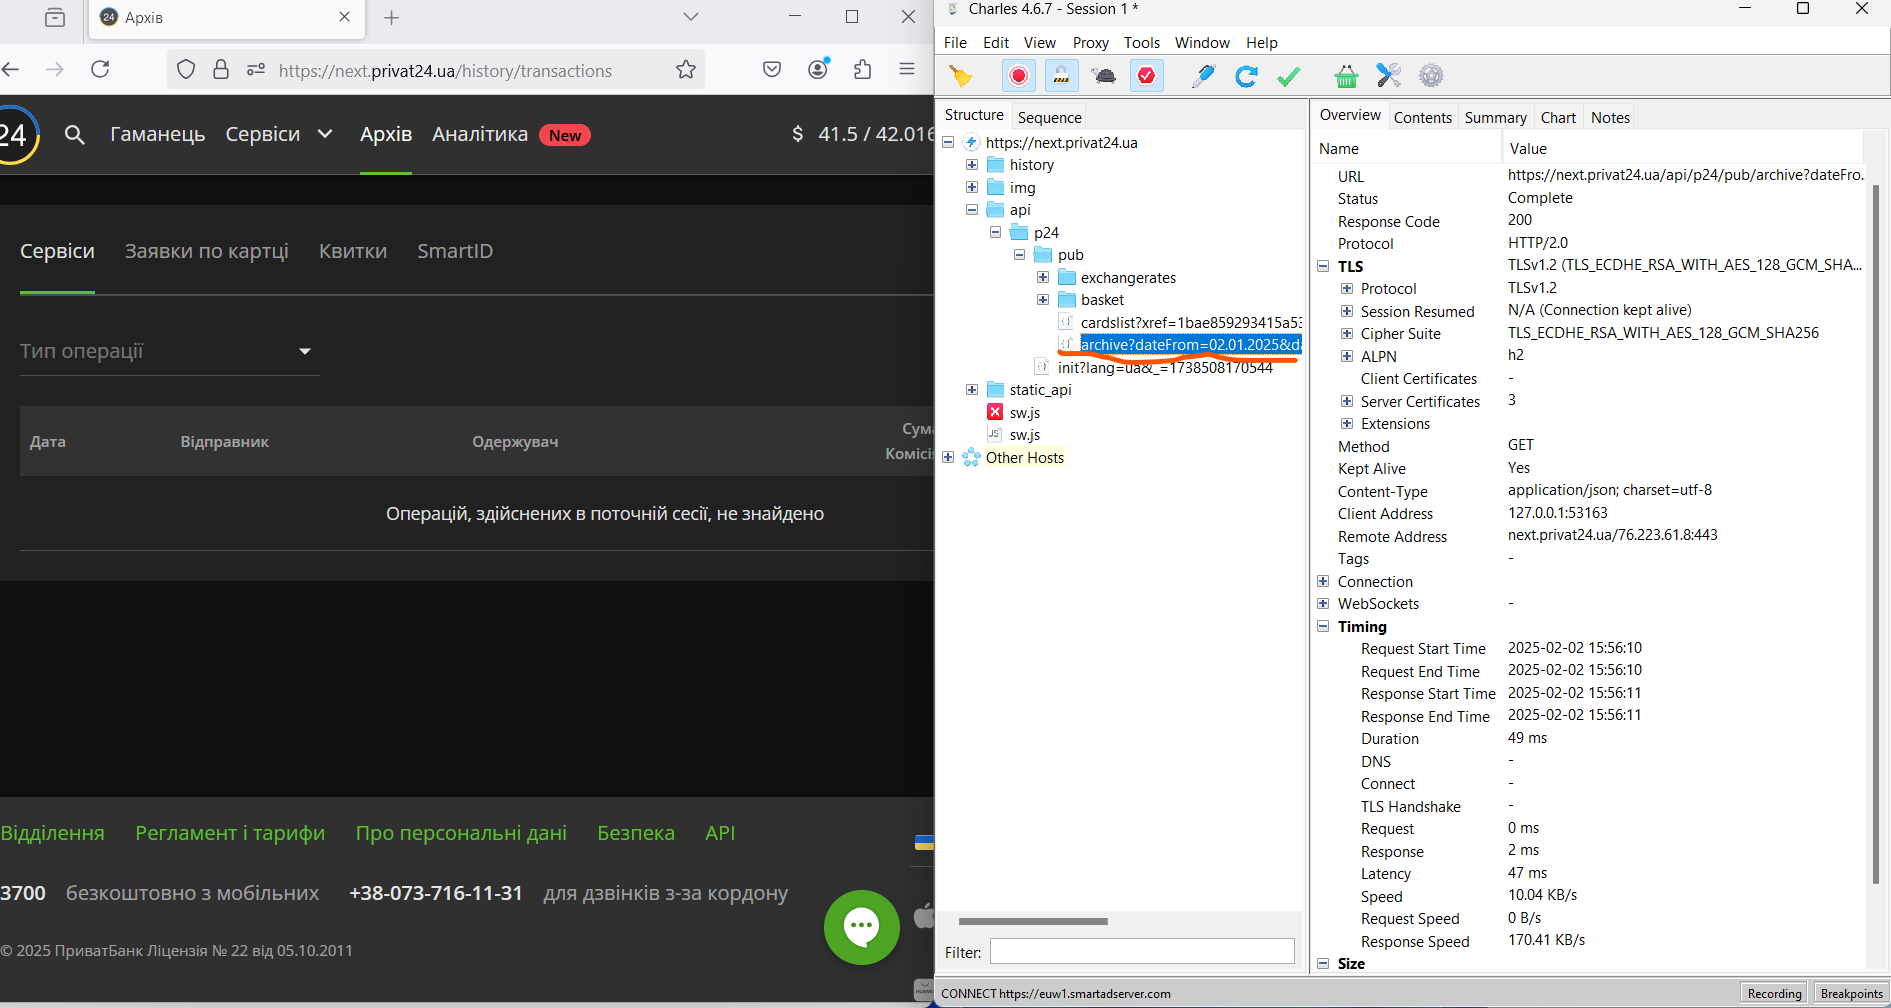 24 Архів
https://next.privat24.ua/history/transactions
24 Гаманець Сервіси Архів Аналітика New $ 41.5 / 42.016
Сервіси Заявки по картці Квитки SmartID
Тип операції
Дата Відправник Одержувач
Сума
Комісія
Операцій, здійснених в поточній сесії, не знайдено
Відділення Регламент і тарифи Про персональні дані Безпека API
3700 безкоштовно з мобільних +38-073-716-11-31 для дзвінків з-за кордону
© 2025 ПриватБанк Ліцензія № 22 від 05.10.2011
Charles 4.6.7 - Session 1 *
File Edit View Proxy Tools Window Help
Structure Sequence
https://next.privat24.ua
history
img
api
p24
pub
exchangerates
basket
cardslist?xref=1bae859293415a53
archive?dateFrom=02.01.2025&da
init?lang=ua&_=1738508170544
static_api
sw.js
JS sw.js
Other Hosts
Filter:
CONNECT https://euw1.smartadserver.com
Overview Contents Summary Chart Notes
Name Value
URL https://next.privat24.ua/api/p24/pub/archive?dateFro...
Status Complete
Response Code 200
Protocol HTTP/2.0
TLS TLSv1.2 (TLS_ECDHE_RSA_WITH_AES_128_GCM_SHA...
Protocol TLSv1.2
Session Resumed N/A (Connection kept alive)
Cipher Suite TLS_ECDHE_RSA_WITH_AES_128_GCM_SHA256
ALPN h2
Client Certificates -
Server Certificates 3
Extensions
Method GET
Kept Alive Yes
Content-Type application/json; charset=utf-8
Client Address 127.0.0.1:53163
Remote Address next.privat24.ua/76.223.61.8:443
Tags -
Connection
WebSockets -
Timing
Request Start Time 2025-02-02 15:56:10
Request End Time 2025-02-02 15:56:10
Response Start Time 2025-02-02 15:56:11
Response End Time 2025-02-02 15:56:11
Duration 49 ms
DNS -
Connect -
TLS Handshake -
Request 0 ms
Response 2 ms
Latency 47 ms
Speed 10.04 KB/s
Request Speed 0 B/s
Response Speed 170.41 KB/s
Size
Recording Breakpoints